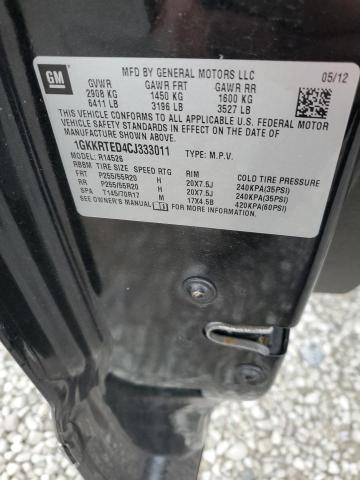 GM
MFD BY GENERAL MOTORS LLC 05/12
GVWR GAWR FRT GAWR RR
2908 KG 1450 KG 1600 KG
6411 LB 3196 LB 3527 LB
THIS VEHICLE CONFORMS TO ALL APPLICABLE U.S. FEDERAL MOTOR
VEHICLE SAFETY STANDARDS IN EFFECT ON THE DATE OF
MANUFACTURE SHOWN ABOVE.
1GKKRTED4CJ333011 TYPE: M.P.V.
MODEL: R14526
RBBM TIRE SIZE SPEED RTG RIM COLD TIRE PRESSURE
FRT P255/55R20 H 20X7.5J 240KPA(35PSI)
RR P255/55R20 H 20X7.5J 240KPA(35PSI)
SPA T145/70R17 M 17X4.5B 420KPA(60PSI)
SEE OWNER'S MANUAL FOR MORE INFORMATION.